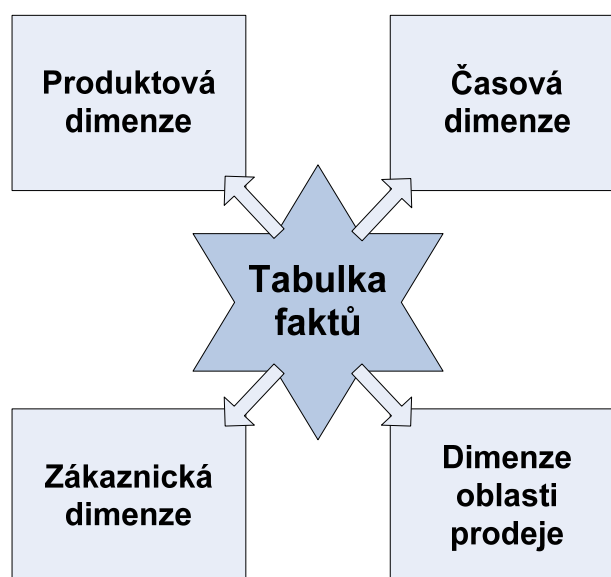 Produktová
dimenze
Časová
dimenze
Tabulka
faktů
Zákaznická
dimenze
Dimenze
oblasti
prodeje